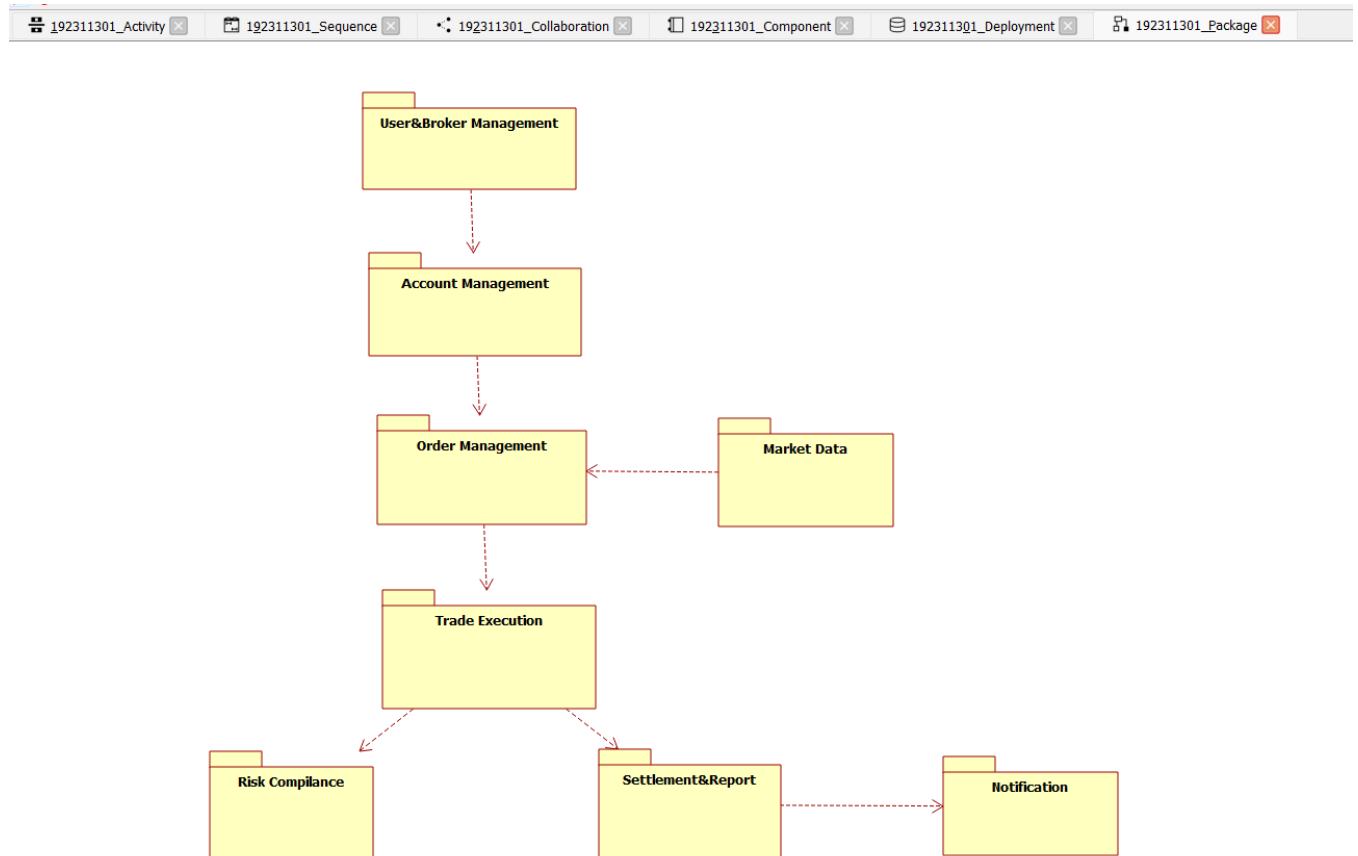 192311301_Activity
192311301_Sequence
192311301_Collaboration
192311301_Component
192311301_Deployment
192311301_Package
User&Broker Management
Account Management
Order Management
Market Data
Trade Execution
Risk Compilance
Settlement&Report
Notification